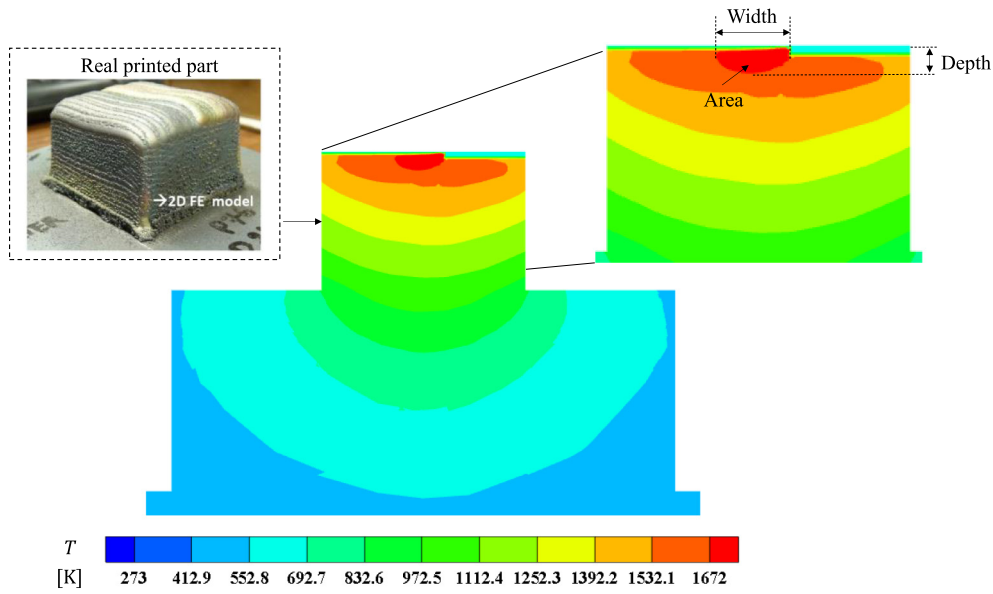 Real printed part
→2D FE model
Width
Depth
Area
T
[K]
273 412.9 552.8 692.7 832.6 972.5 1112.4 1252.3 1392.2 1532.1 1672